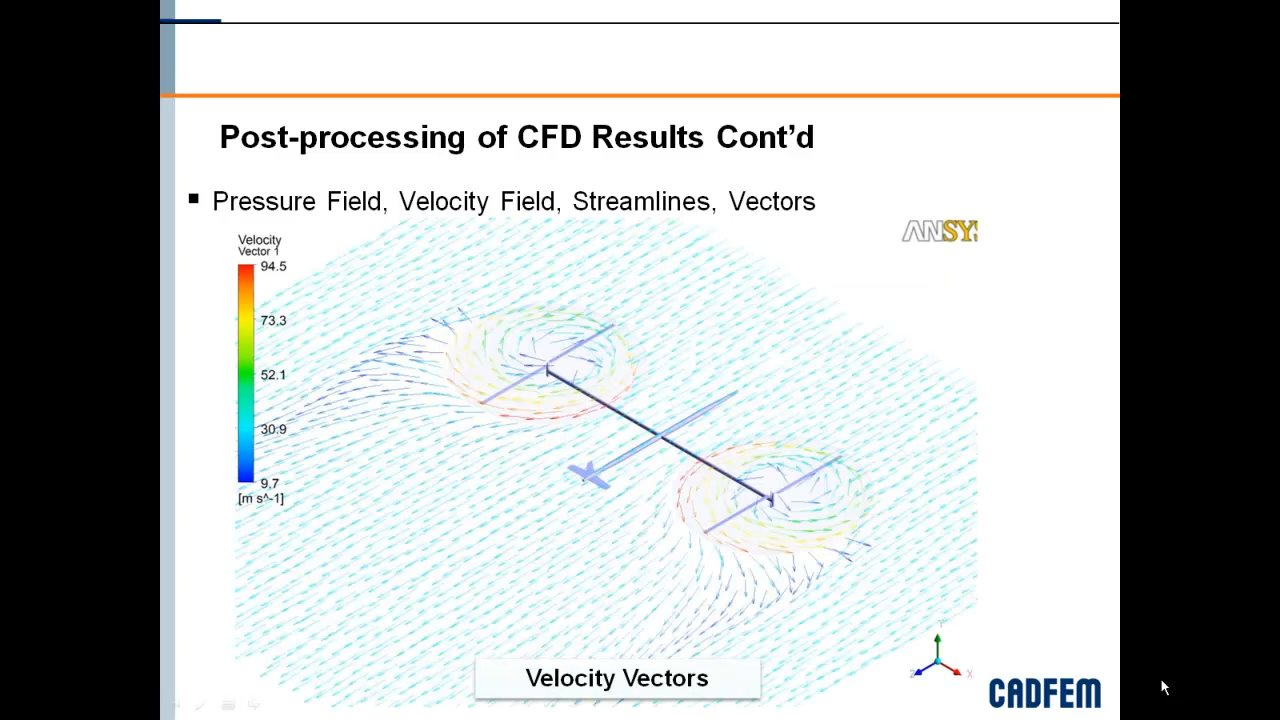 Post-processing of CFD Results Cont’d
▪ Pressure Field, Velocity Field, Streamlines, Vectors
Velocity
Vector 1
94.5
73.3
52.1
30.9
9.7
[m s^-1]
ANSYS
Y
Z
X
Velocity Vectors
CADFEM